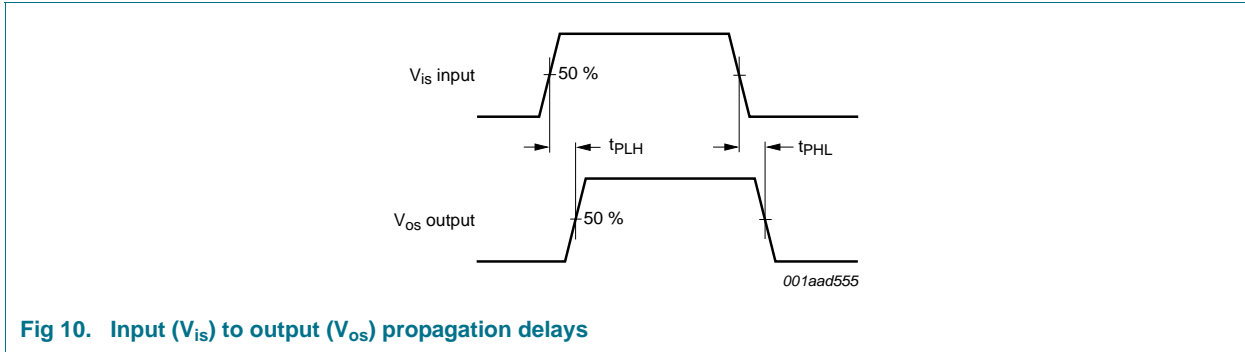 Vis input
50 %
tPLH
tPHL
Vos output
50 %
001aad555
Fig 10. Input (Vis) to output (Vos) propagation delays